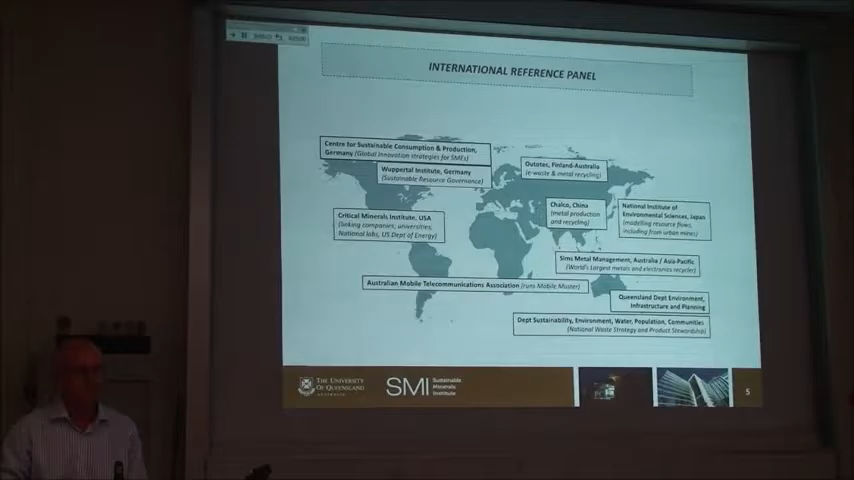 INTERNATIONAL REFERENCE PANEL
Centre for Sustainable Consumption & Production,
Germany (Global innovation strategies for SMEs)
Wuppertal Institute, Germany
(Sustainable Resource Governance)
Outotec, Finland-Australia
(e-waste & metal recycling)
Critical Minerals Institute, USA
(linking companies; universities,
National labs, US Dept of Energy)
Chalco, China
(metal production
and recycling)
National Institute of
Environmental Sciences, Japan
(modelling resource flows,
including from urban mines)
Sims Metal Management, Australia / Asia-Pacific
(World's Largest metals and electronics recycler)
Australian Mobile Telecommunications Association (runs Mobile Muster)
Queensland Dept Environment,
Infrastructure and Planning
Dept Sustainability, Environment, Water, Population, Communities
(National Waste Strategy and Product Stewardship)
THE UNIVERSITY
OF QUEENSLAND
AUSTRALIA
SMI
Sustainable
Minerals
Institute
5